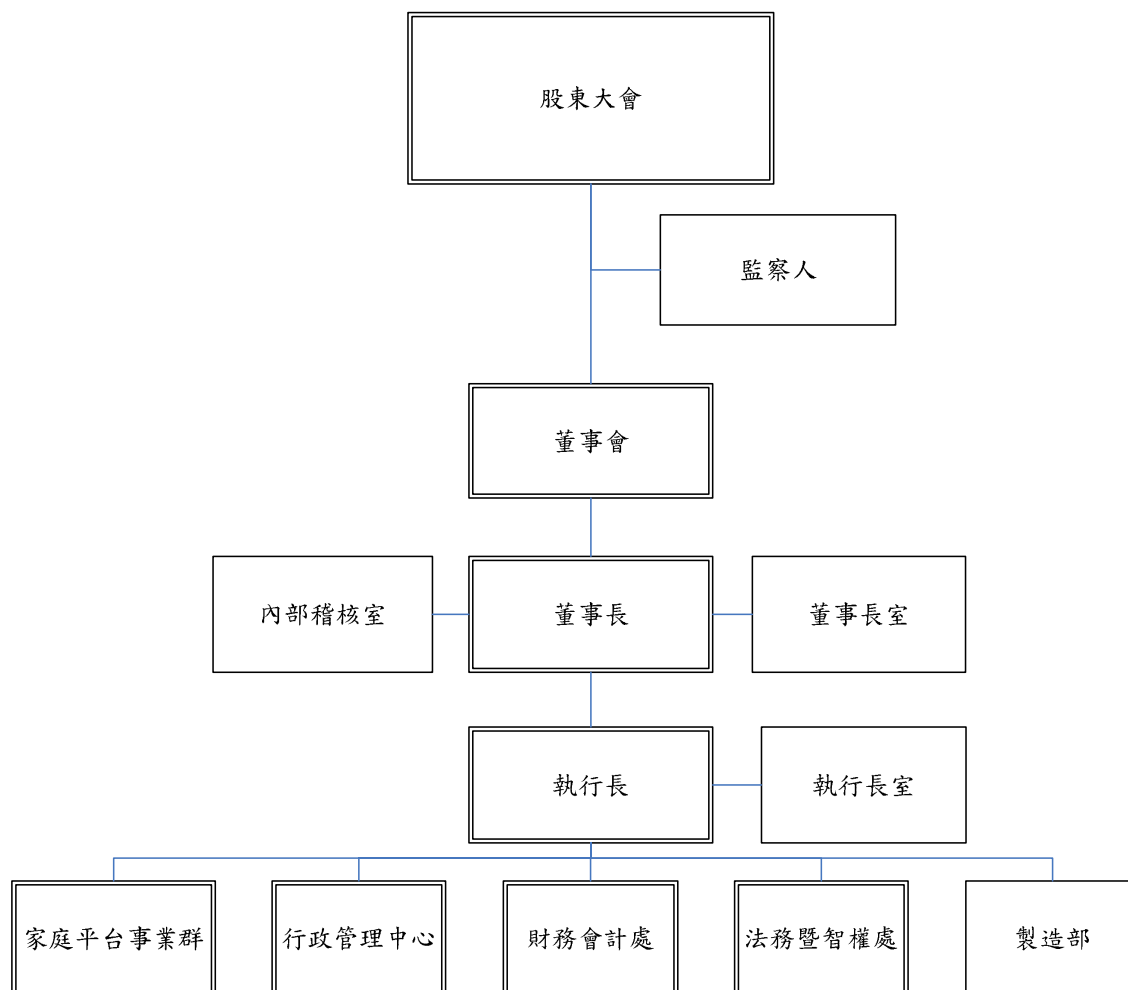 股東大會
監察人
董事會
內部稽核室
董事長
董事長室
執行長
執行長室
家庭平台事業群
行政管理中心
財務會計處
法務暨智權處
製造部